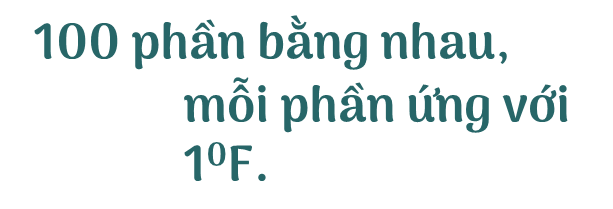 100 phần bằng nhau,
mỗi phần ứng với
1⁰F.